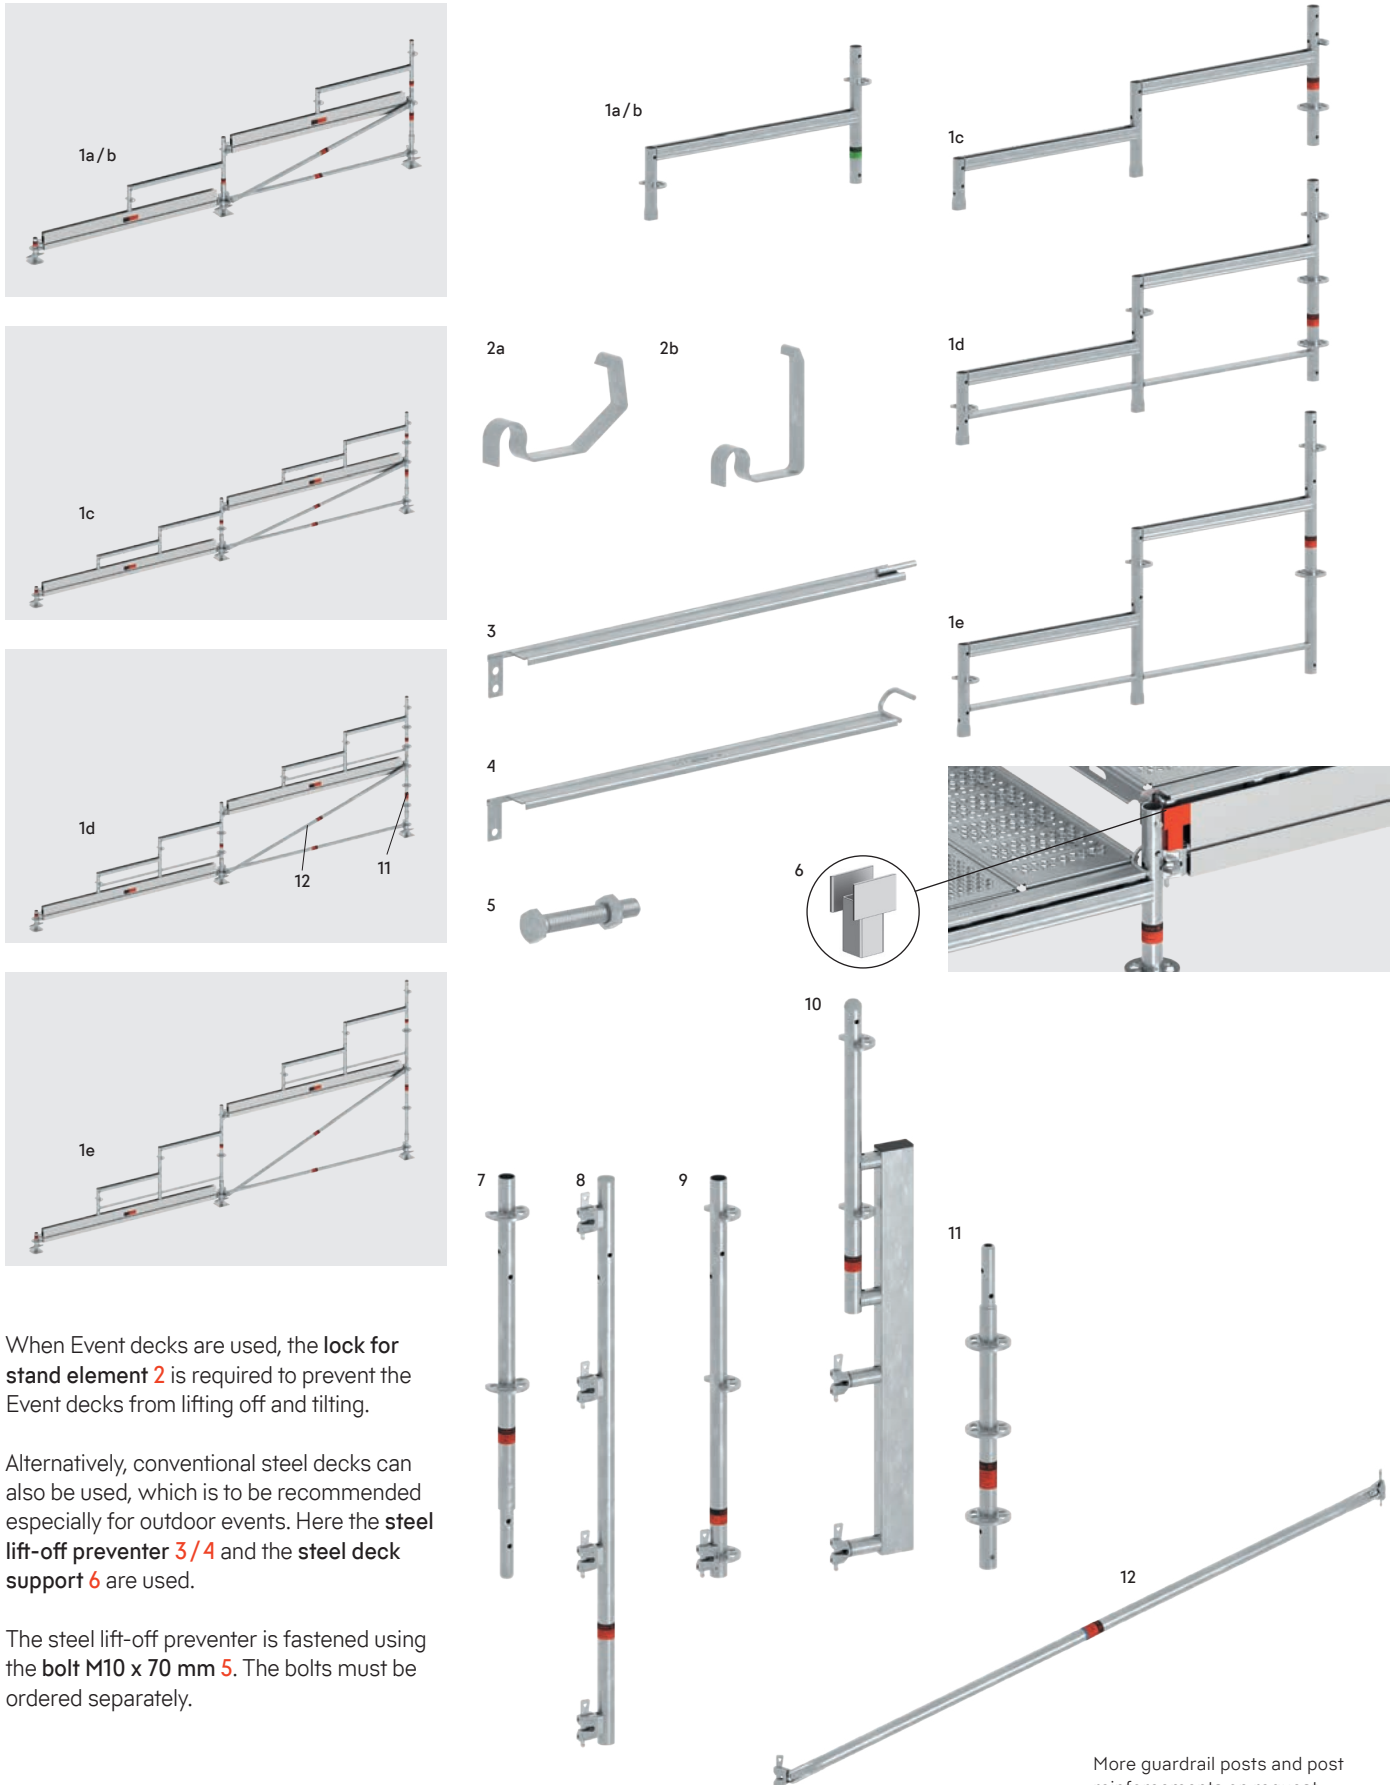 1a/b
1c
1d
12
11
1e
When Event decks are used, the lock for
stand element 2 is required to prevent the
Event decks from lifting off and tilting.
Alternatively, conventional steel decks can
also be used, which is to be recommended
especially for outdoor events. Here the steel
lift-off preventer 3/4 and the steel deck
support 6 are used.
The steel lift-off preventer is fastened using
the bolt M10 x 70 mm 5. The bolts must be
ordered separately.
1a/b
1c
1d
1e
2a
2b
3
4
5
6
7
8
9
10
11
12
More guardrail posts and post